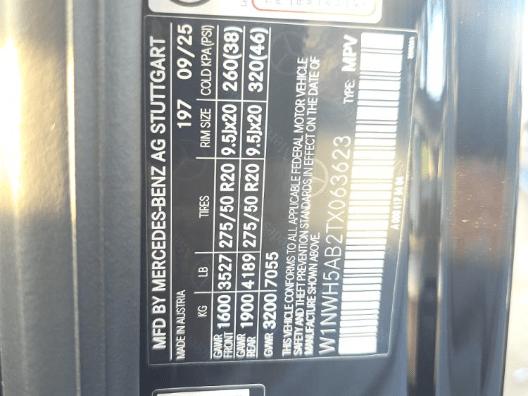 MFD BY MERCEDES-BENZ AG STUTTGART
MADE IN AUSTRIA 197 09/25
KG LB TIRES RIM SIZE COLD KPA(PSI)
GAWR FRONT 1600 3527 275/50 R20 9.5Jx20 260(38)
GAWR REAR 1900 4189 275/50 R20 9.5Jx20 320(46)
GVWR 3200 7055
THIS VEHICLE CONFORMS TO ALL APPLICABLE FEDERAL MOTOR VEHICLE
SAFETY AND THEFT PREVENTION STANDARDS IN EFFECT ON THE DATE OF
MANUFACTURE SHOWN ABOVE.
W1NWH5AB2TX063623 TYPE: MPV